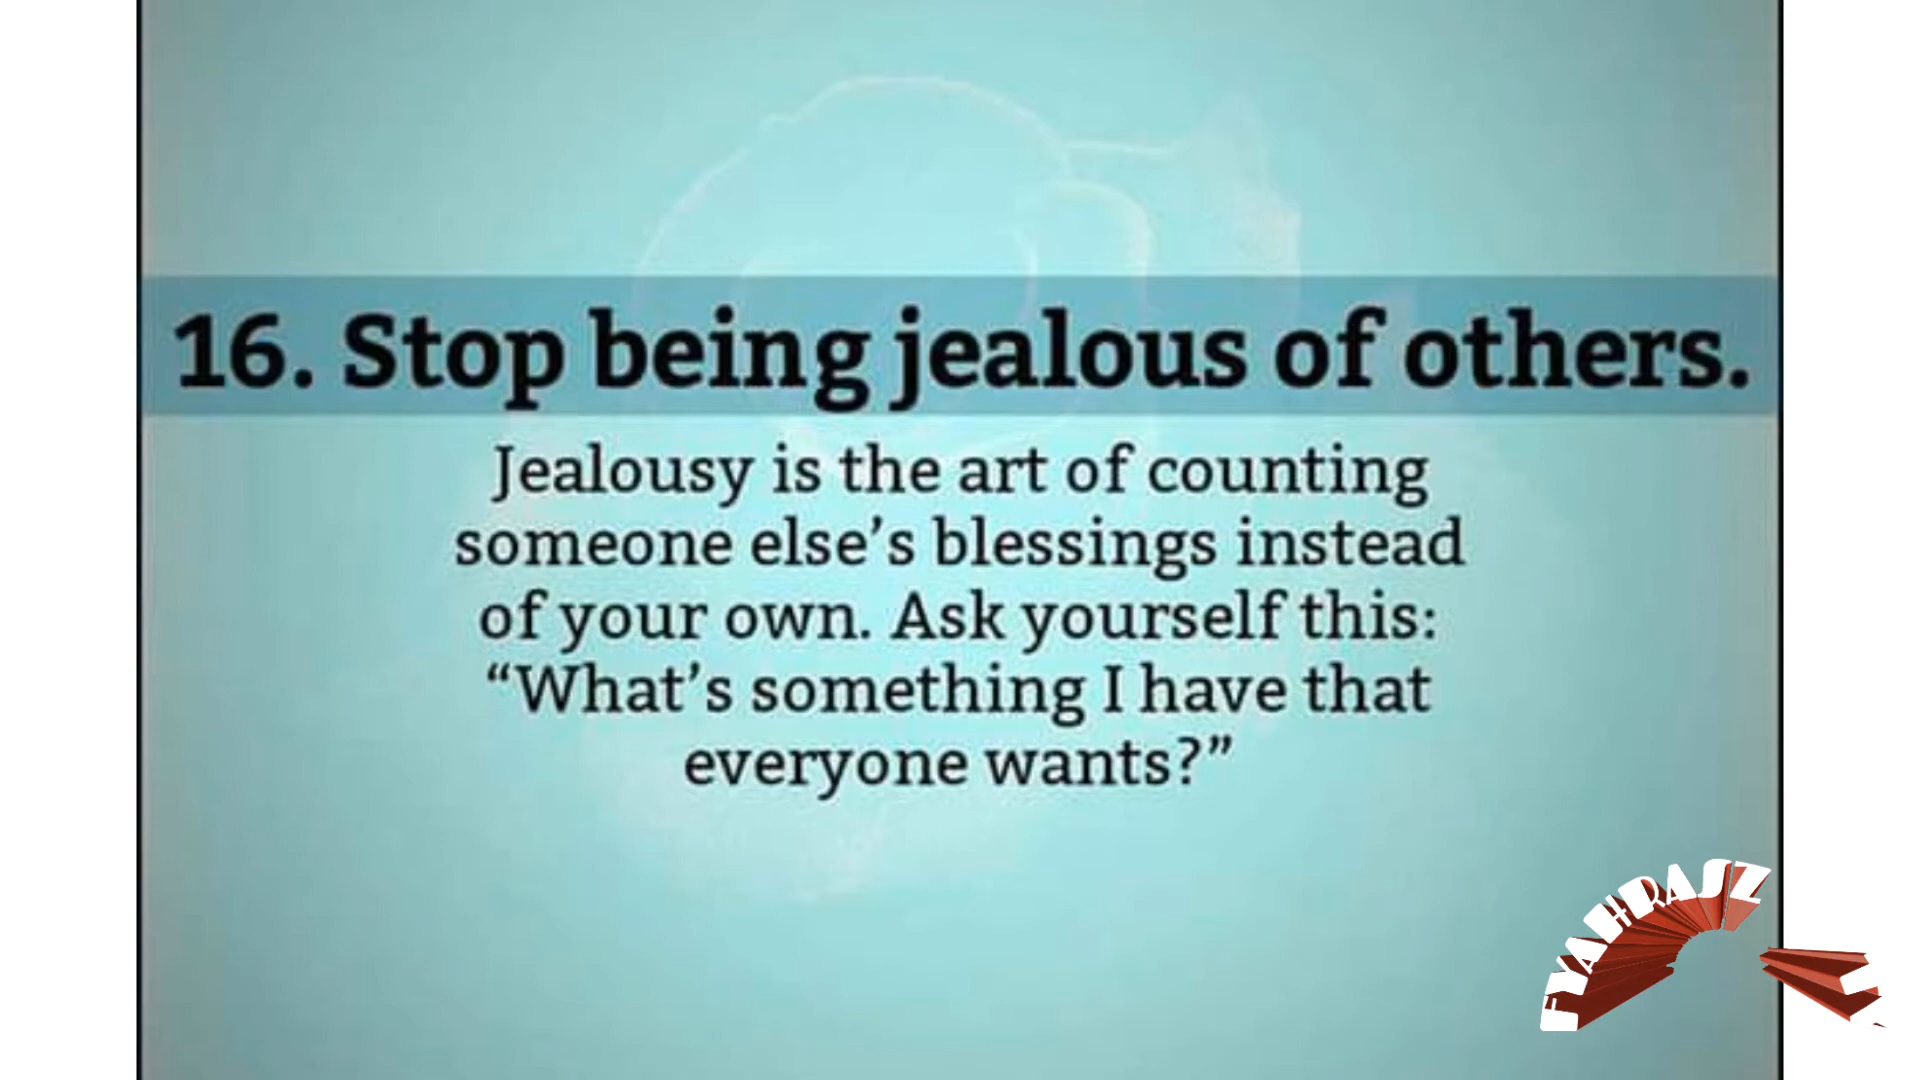 16. Stop being jealous of others.
Jealousy is the art of counting
someone else’s blessings instead
of your own. Ask yourself this:
“What’s something I have that
everyone wants?”